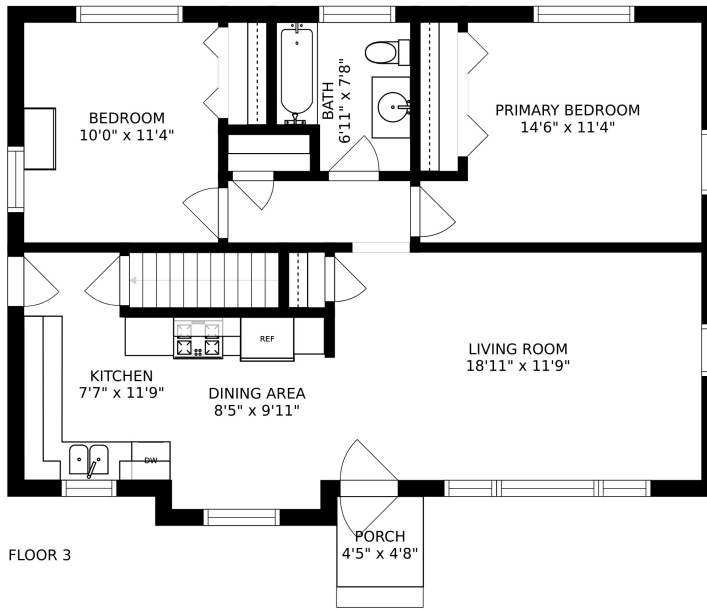 BEDROOM
10'0" x 11'4"
BATH
6'11" x 7'8"
PRIMARY BEDROOM
14'6" x 11'4"
REF
LIVING ROOM
18'11" x 11'9"
KITCHEN
7'7" x 11'9"
DINING AREA
8'5" x 9'11"
DW
PORCH
4'5" x 4'8"
FLOOR 3